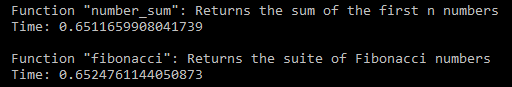 Function "number_sum": Returns the sum of the first n numbers
Time: 0.6511659908041739
Function "fibonacci": Returns the suite of Fibonacci numbers
Time: 0.6524761144050873